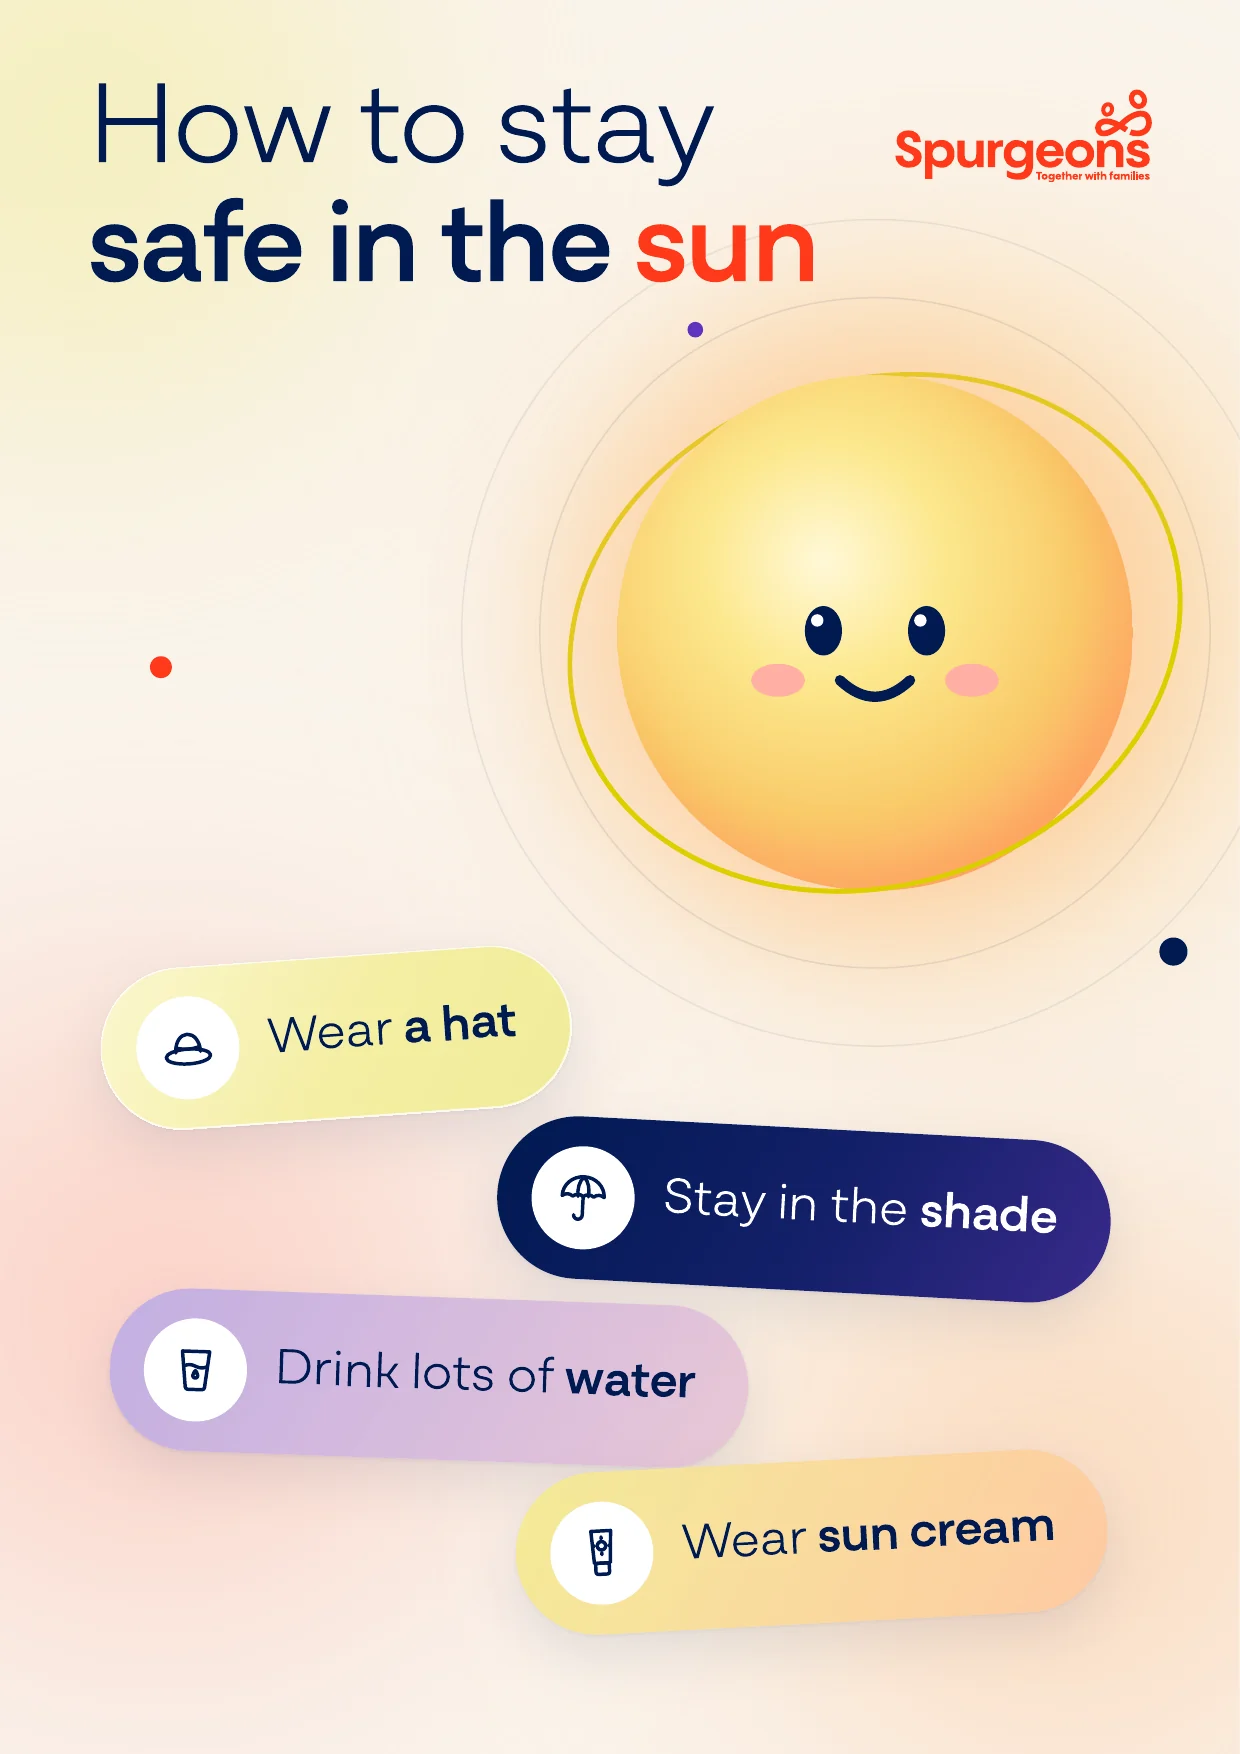 How to stay
safe in the sun
Spurgeons
Together with families
Wear a hat
Stay in the shade
Drink lots of water
Wear sun cream